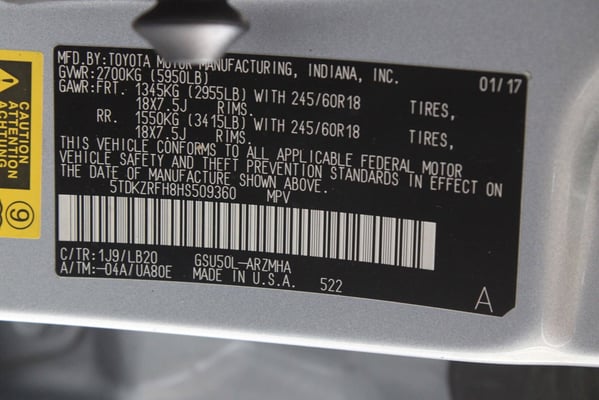 MFD.BY:TOYOTA MOTOR MANUFACTURING, INDIANA, INC.
GVWR:2700KG (5950LB) 01/17
GAWR:FRT. 1345KG (2955LB) WITH 245/60R18 TIRES,
18X7.5J RIMS.
RR. 1550KG (3415LB) WITH 245/60R18 TIRES,
18X7.5J RIMS.
THIS VEHICLE CONFORMS TO ALL APPLICABLE FEDERAL MOTOR
VEHICLE SAFETY AND THEFT PREVENTION STANDARDS IN EFFECT ON
THE DATE OF MANUFACTURE SHOWN ABOVE.
5TDKZRFH8HS509360 MPV
C/TR:1J9/LB20 GSU50L-ARZMHA
A/TM:-04A/UA80E MADE IN U.S.A. 522
A
CAUTION
ATTENTION
ACHTUNG
9